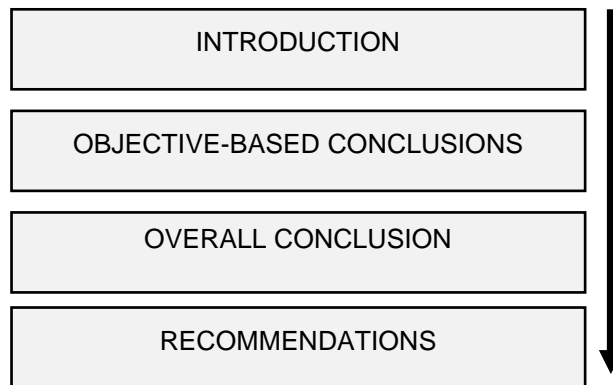 INTRODUCTION
OBJECTIVE-BASED CONCLUSIONS
OVERALL CONCLUSION
RECOMMENDATIONS